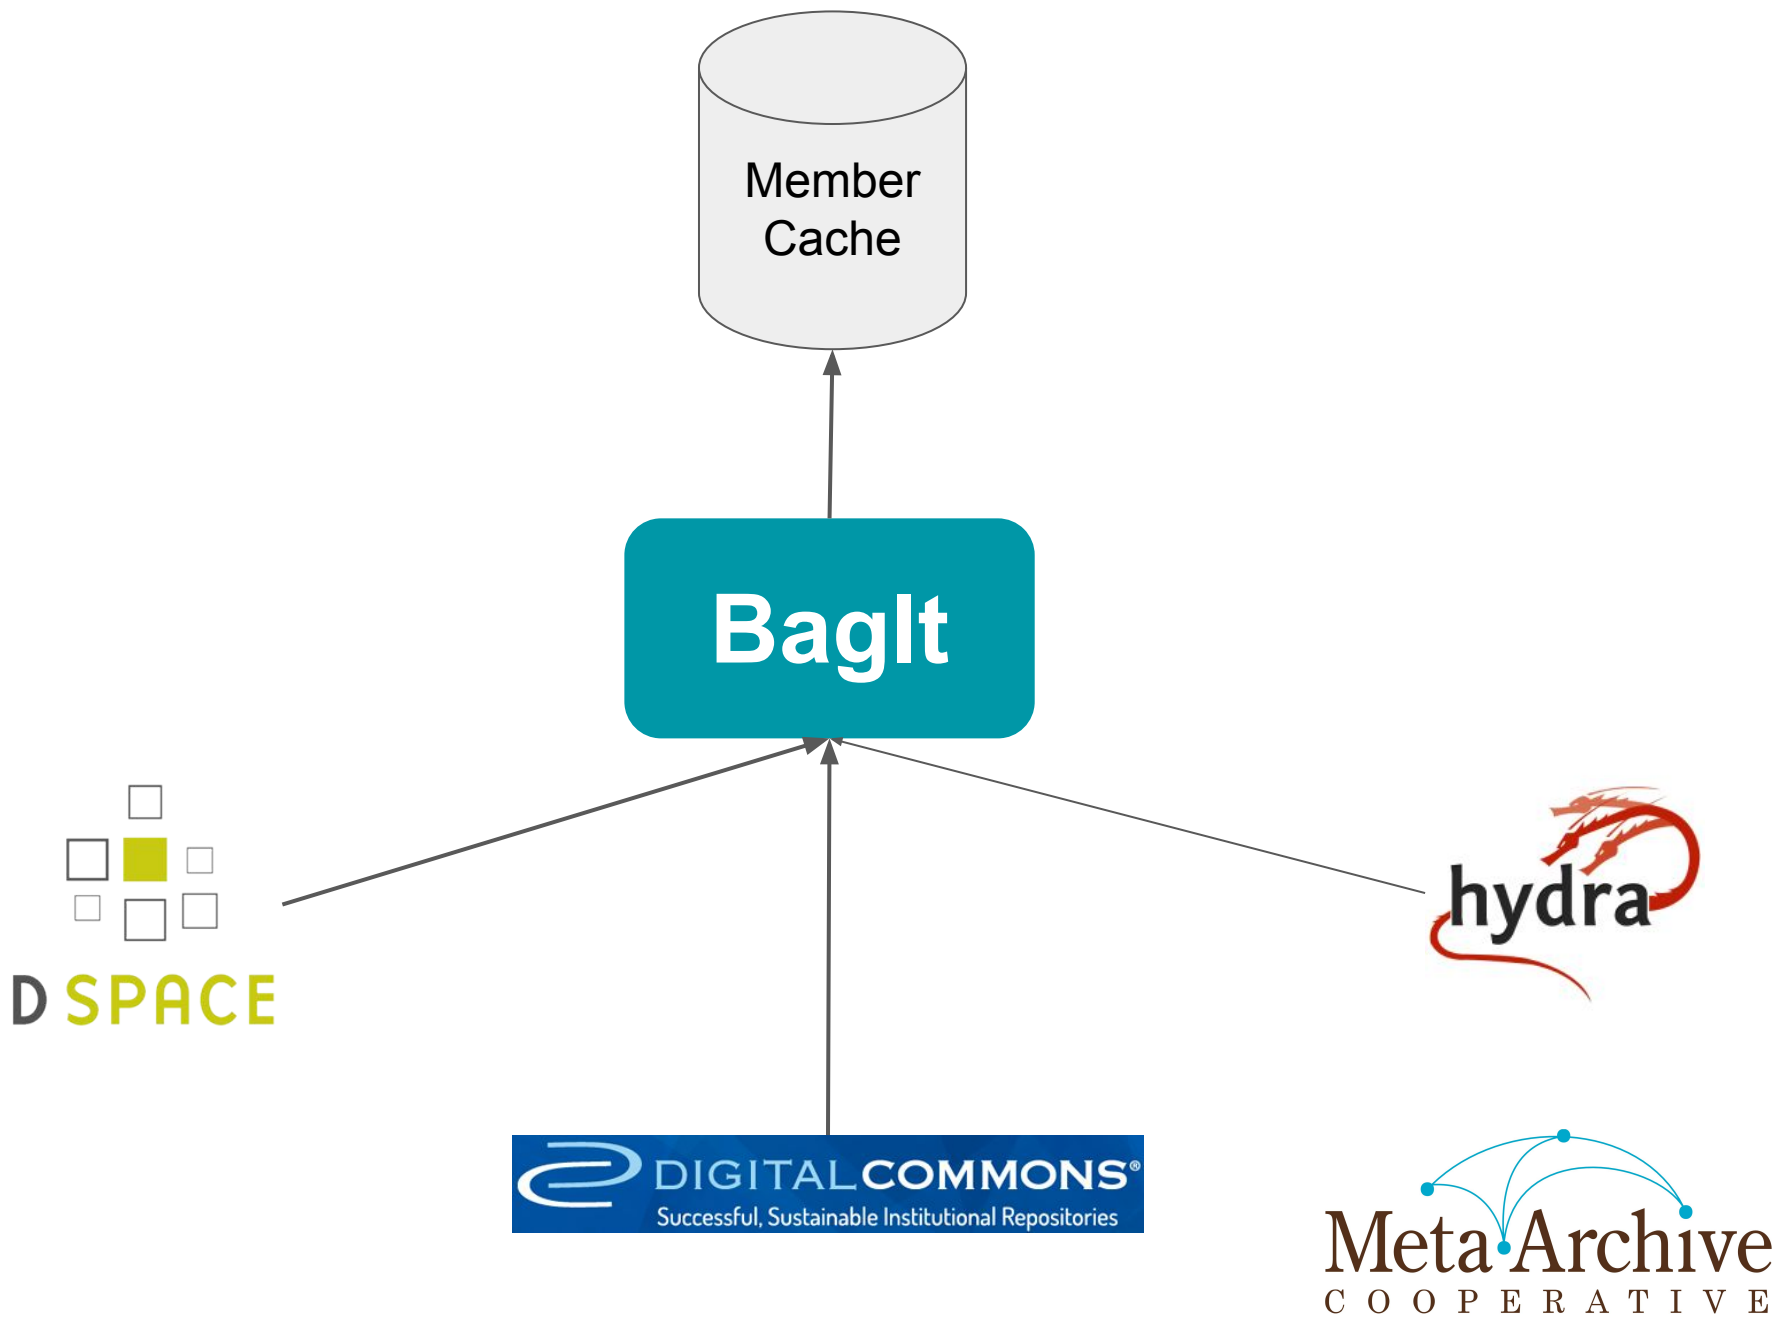 Member
Cache
BagIt
D SPACE
hydra
DIGITALCOMMONS®
Successful, Sustainable Institutional Repositories
MetaArchive
COOPERATIVE